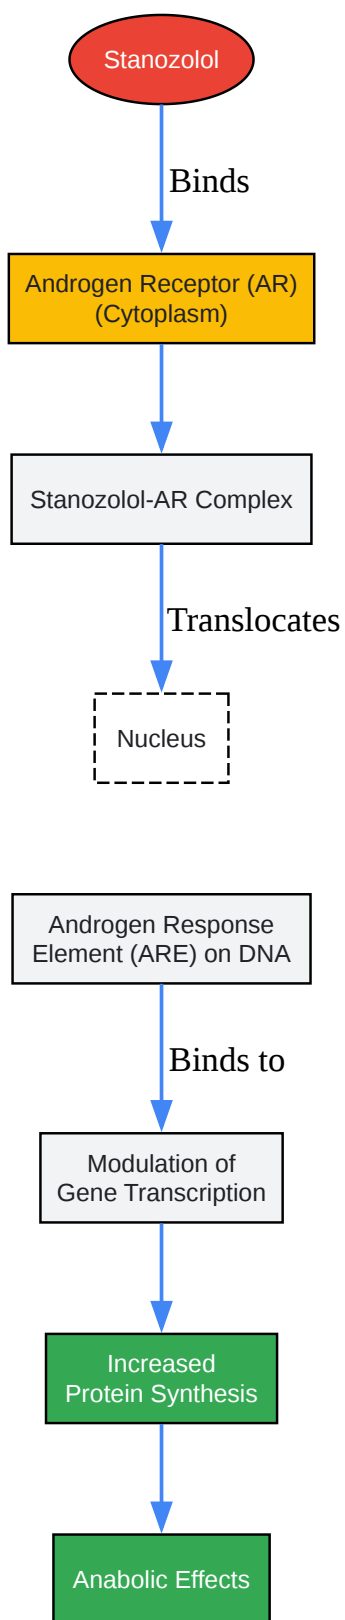 Stanozolol
Binds
Androgen Receptor (AR)
(Cytoplasm)
Stanozolol-AR Complex
Translocates
Nucleus
Androgen Response
Element (ARE) on DNA
Binds to
Modulation of
Gene Transcription
Increased
Protein Synthesis
Anabolic Effects